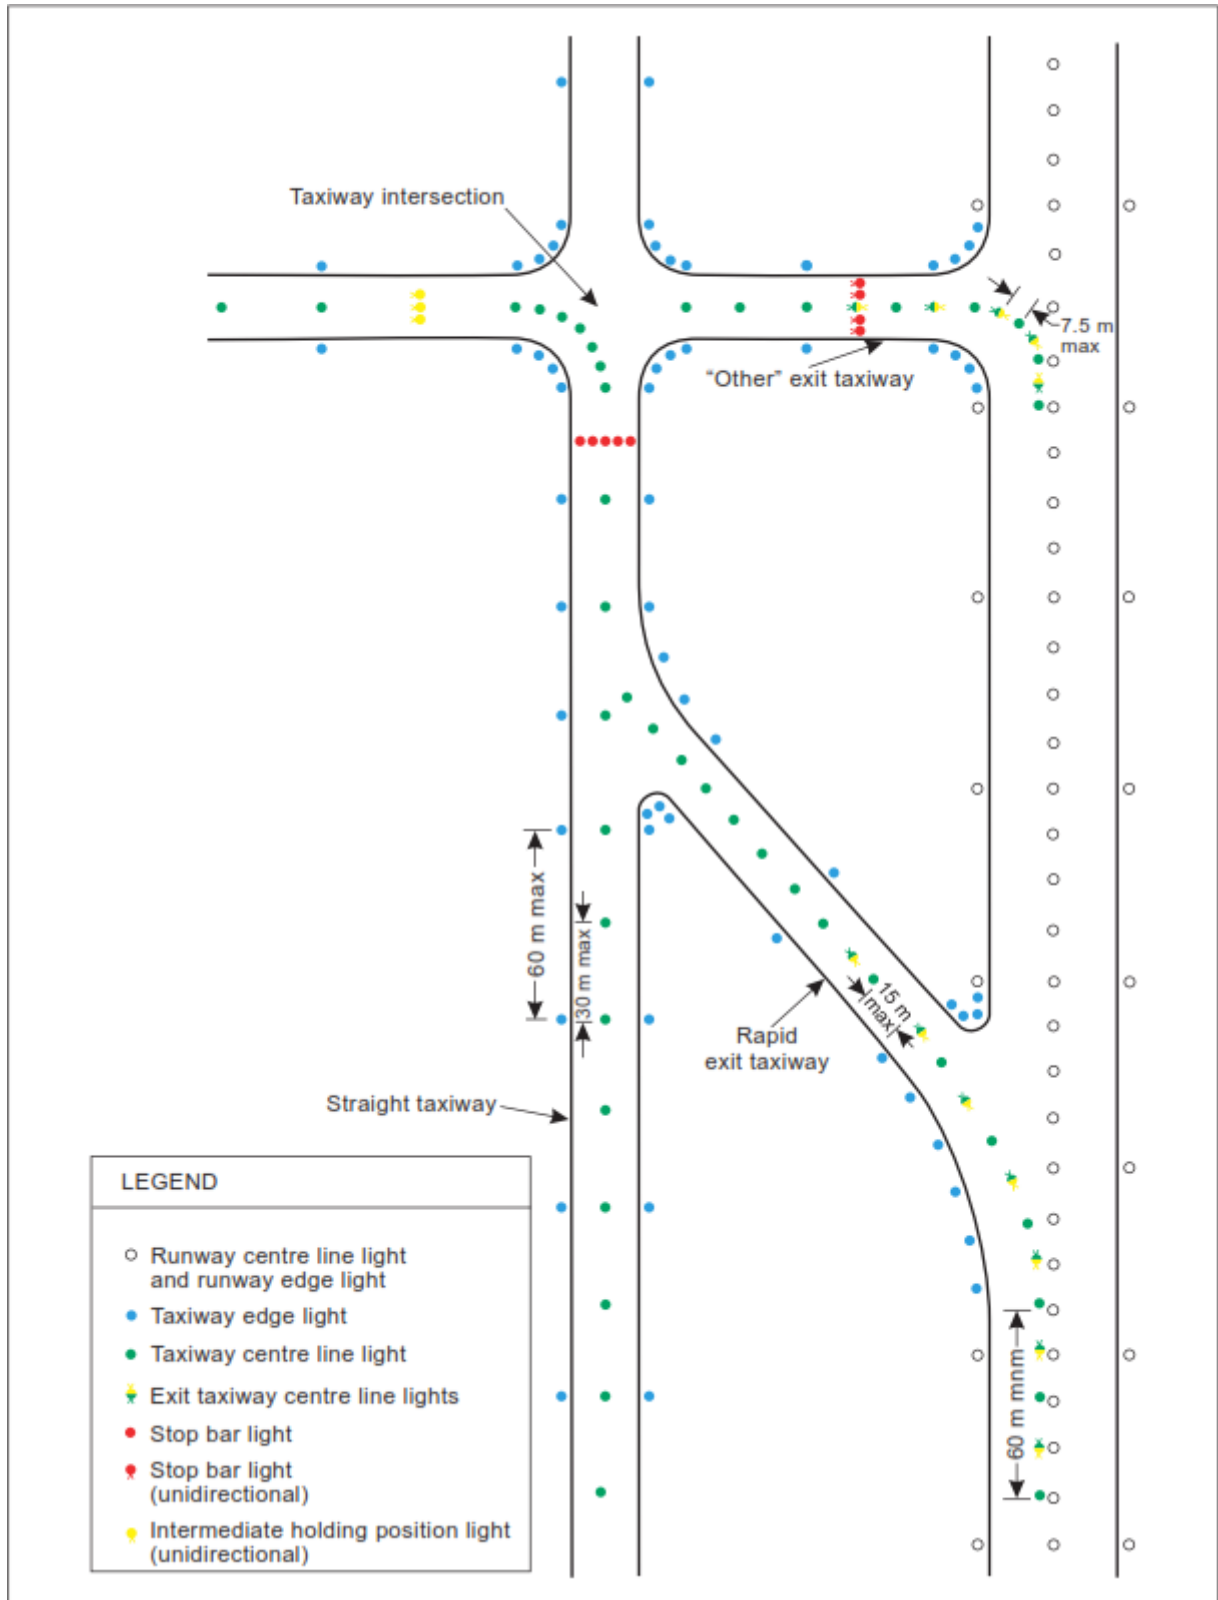 Taxiway intersection
7.5 m
max
“Other” exit taxiway
60 m max
30 m max
15 m
max
Rapid
exit taxiway
Straight taxiway
60 m mnm
LEGEND
Runway centre line light
and runway edge light
Taxiway edge light
Taxiway centre line light
Exit taxiway centre line lights
Stop bar light
Stop bar light
(unidirectional)
Intermediate holding position light
(unidirectional)